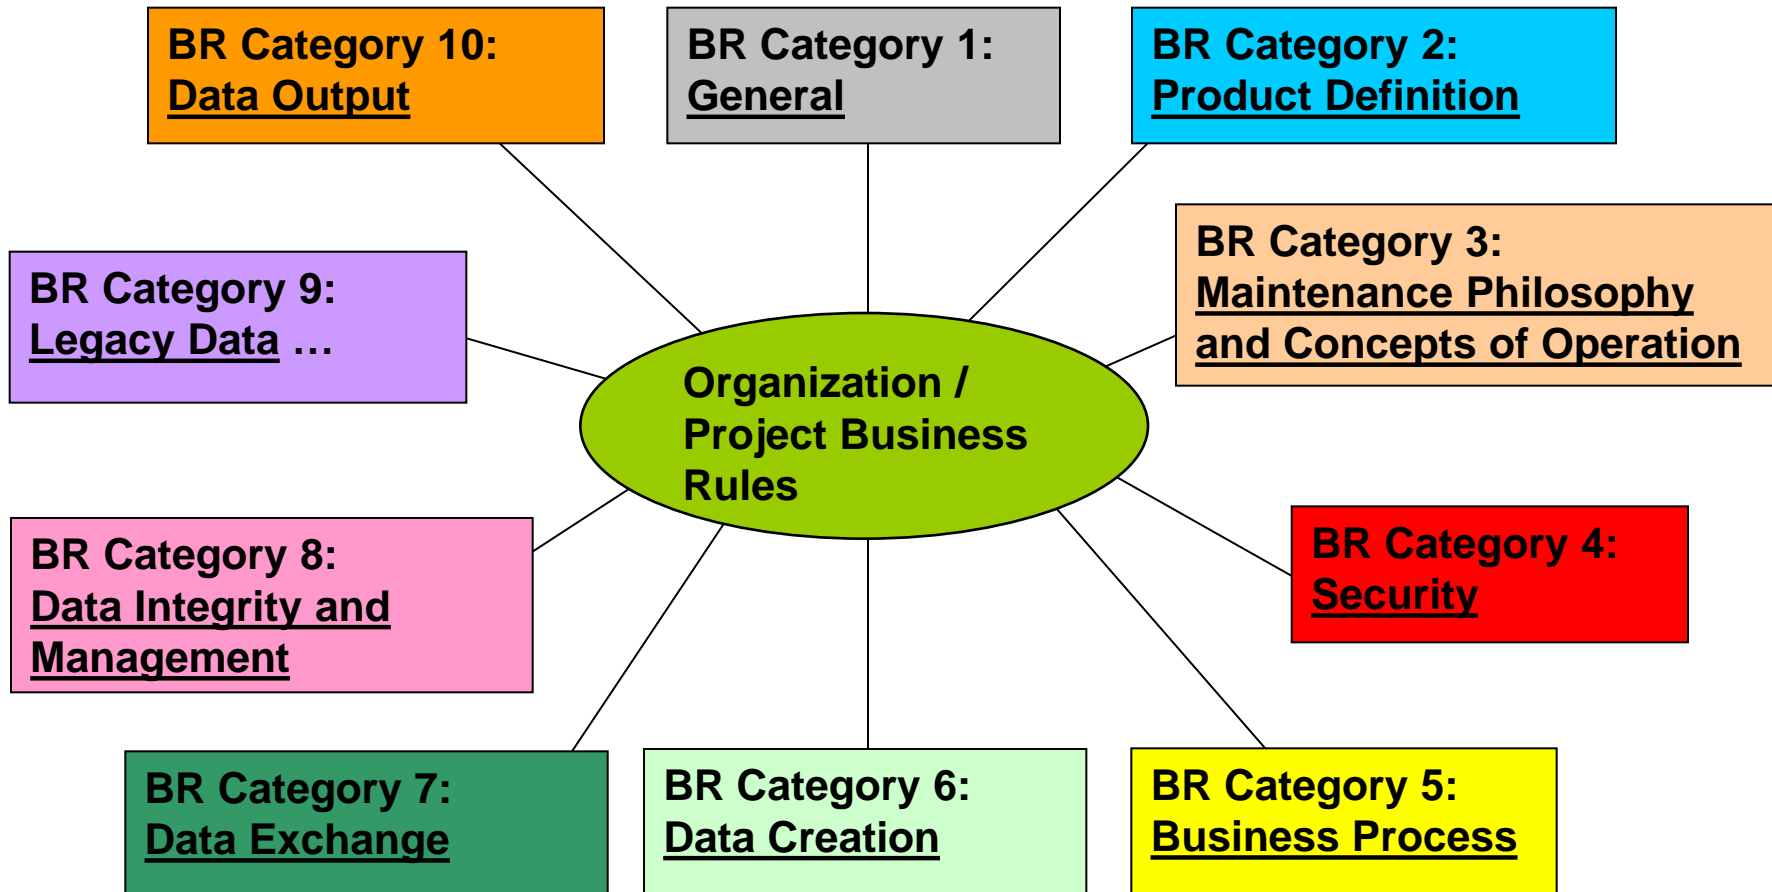 BR Category 10:
Data Output
BR Category 1:
General
BR Category 2:
Product Definition
BR Category 3:
Maintenance Philosophy
and Concepts of Operation
BR Category 9:
Legacy Data …
Organization /
Project Business
Rules
BR Category 4:
Security
BR Category 8:
Data Integrity and
Management
BR Category 7:
Data Exchange
BR Category 6:
Data Creation
BR Category 5:
Business Process